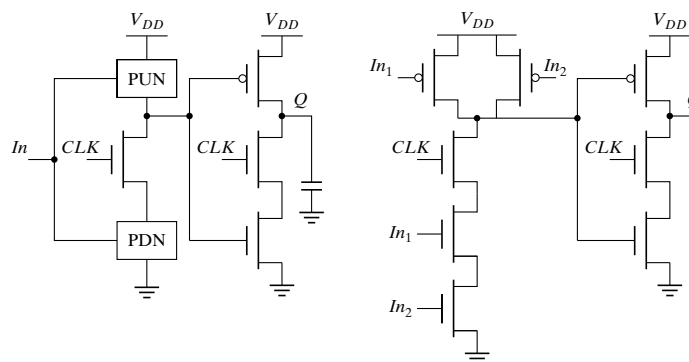 V_DD
V_DD
PUN
Q
In
CLK
CLK
PDN
V_DD
V_DD
In_1
In_2
CLK
CLK
In_1
In_2